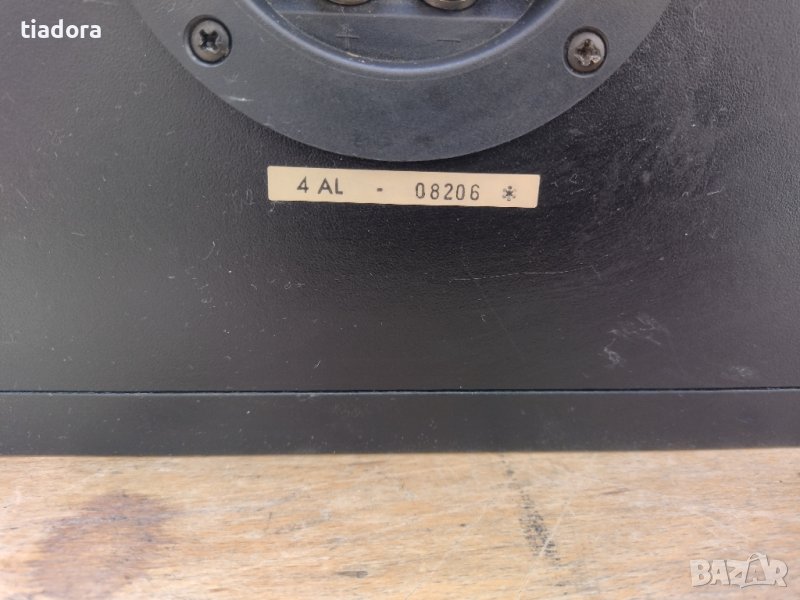 tiadora
+ -
4 AL - 08206 *
BAZAR